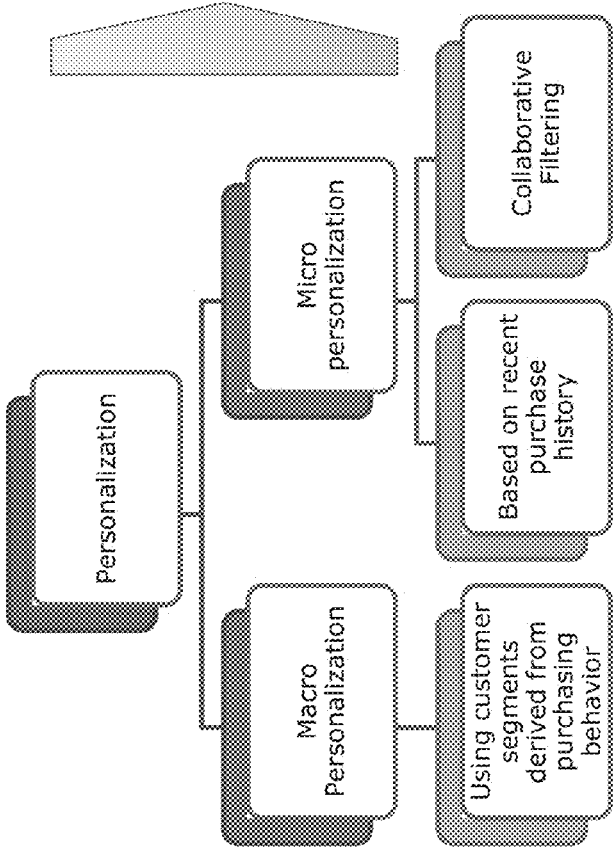 Personalization
Macro
Personalization
Micro
personalization
Using customer
segments
derived from
purchasing
behavior
Based on recent
purchase
history
Collaborative
Filtering